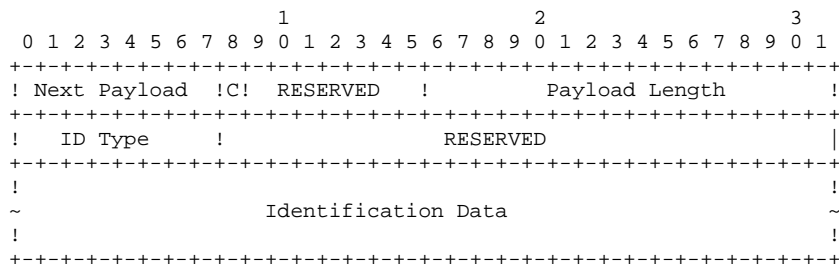 1                   2                   3
 0 1 2 3 4 5 6 7 8 9 0 1 2 3 4 5 6 7 8 9 0 1 2 3 4 5 6 7 8 9 0 1
+-+-+-+-+-+-+-+-+-+-+-+-+-+-+-+-+-+-+-+-+-+-+-+-+-+-+-+-+-+-+-+-+
! Next Payload  !C!  RESERVED   !         Payload Length        !
+-+-+-+-+-+-+-+-+-+-+-+-+-+-+-+-+-+-+-+-+-+-+-+-+-+-+-+-+-+-+-+-+
!   ID Type     !                 RESERVED                      |
+-+-+-+-+-+-+-+-+-+-+-+-+-+-+-+-+-+-+-+-+-+-+-+-+-+-+-+-+-+-+-+-+
!                                                               !
~                   Identification Data                         ~
!                                                               !
+-+-+-+-+-+-+-+-+-+-+-+-+-+-+-+-+-+-+-+-+-+-+-+-+-+-+-+-+-+-+-+-+